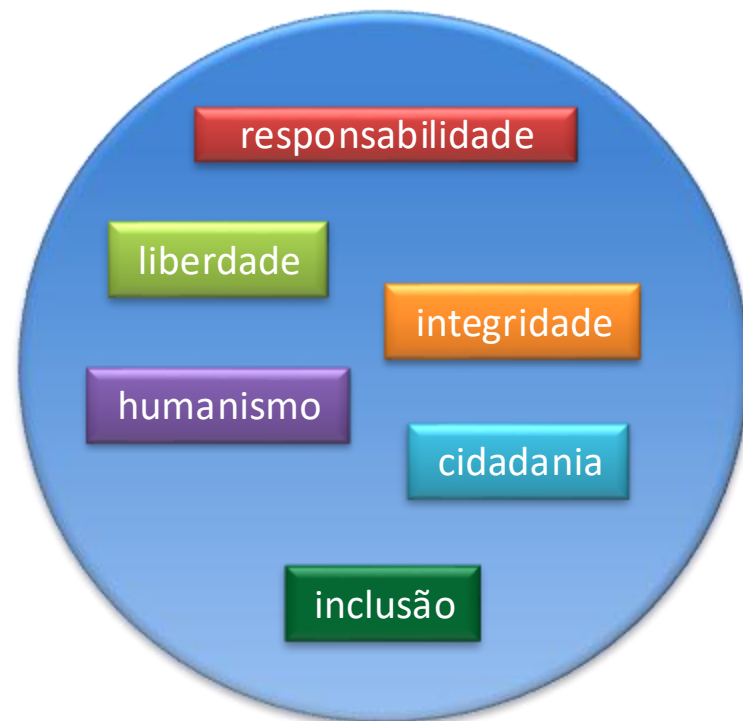 responsabilidade
liberdade
integridade
humanismo
cidadania
inclusão